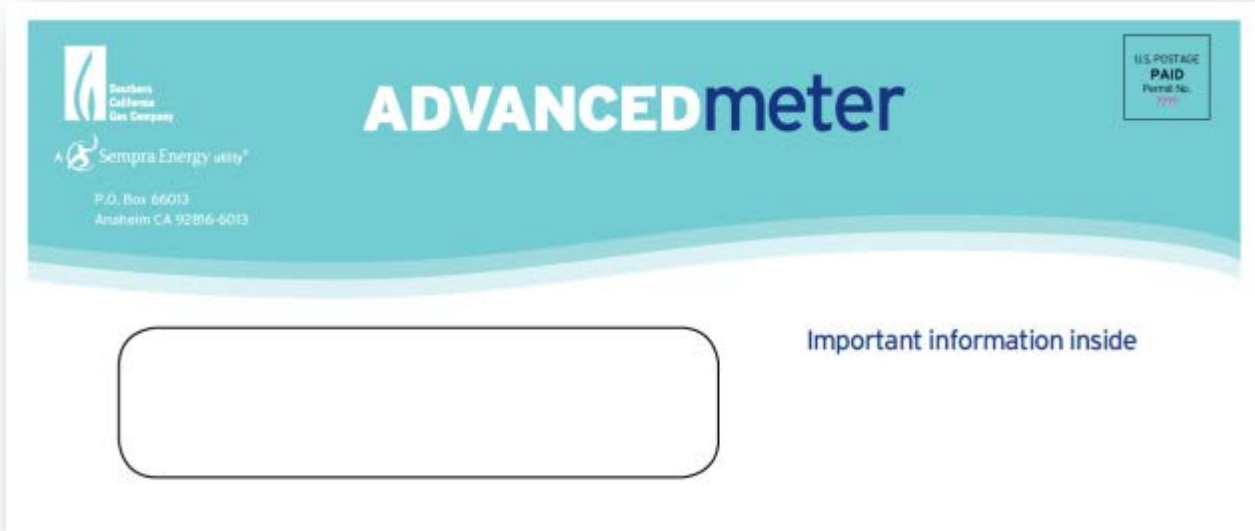 Southern
California
Gas Company
A Sempra Energy utility®
P.O. Box 66013
Anaheim CA 92816-6013
ADVANCEDmeter
U.S. POSTAGE
PAID
Permit No.
????
Important information inside